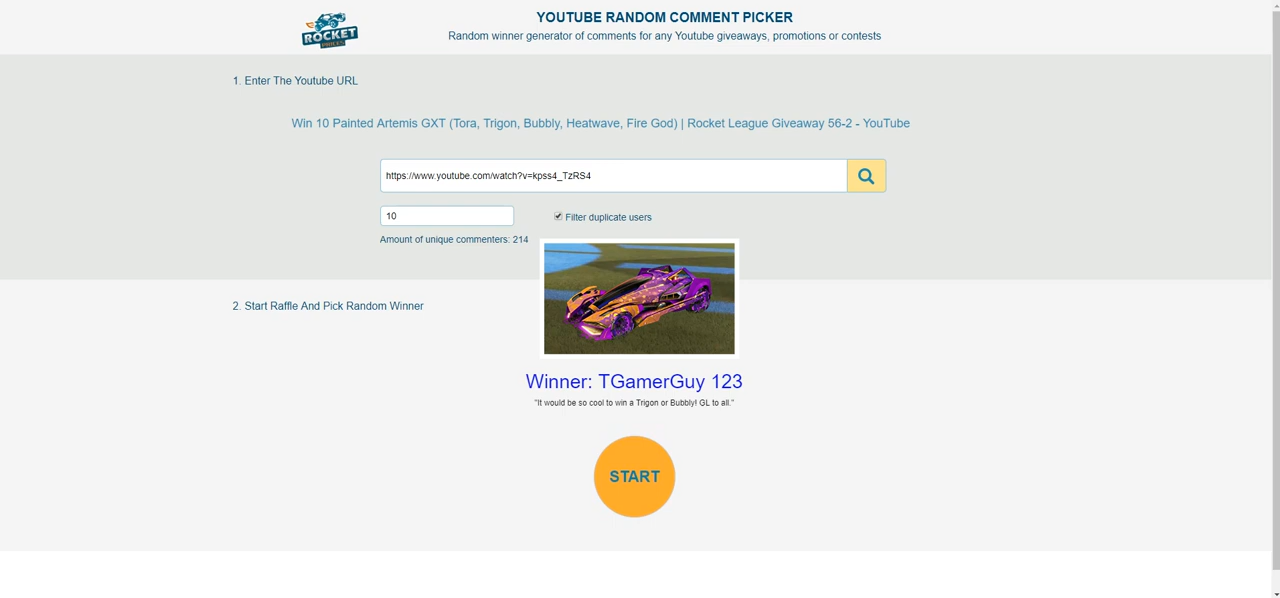 ROCKET
PRICES
YOUTUBE RANDOM COMMENT PICKER
Random winner generator of comments for any Youtube giveaways, promotions or contests
1. Enter The Youtube URL
Win 10 Painted Artemis GXT (Tora, Trigon, Bubbly, Heatwave, Fire God) | Rocket League Giveaway 56-2 - YouTube
https://www.youtube.com/watch?v=kpss4_TzRS4
10
Filter duplicate users
Amount of unique commenters: 214
2. Start Raffle And Pick Random Winner
Winner: TGamerGuy 123
"It would be so cool to win a Trigon or Bubbly! GL to all."
START